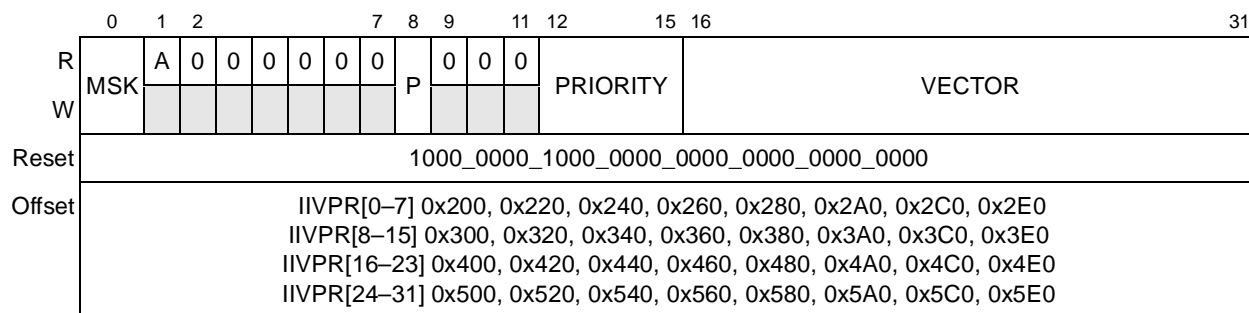 0 1 2 7 8 9 11 12 15 16 31
R MSK A 0 0 0 0 0 0 P 0 0 0 PRIORITY VECTOR
W
Reset 1000_0000_1000_0000_0000_0000_0000_0000
Offset IIVPR[0–7] 0x200, 0x220, 0x240, 0x260, 0x280, 0x2A0, 0x2C0, 0x2E0
IIVPR[8–15] 0x300, 0x320, 0x340, 0x360, 0x380, 0x3A0, 0x3C0, 0x3E0
IIVPR[16–23] 0x400, 0x420, 0x440, 0x460, 0x480, 0x4A0, 0x4C0, 0x4E0
IIVPR[24–31] 0x500, 0x520, 0x540, 0x560, 0x580, 0x5A0, 0x5C0, 0x5E0